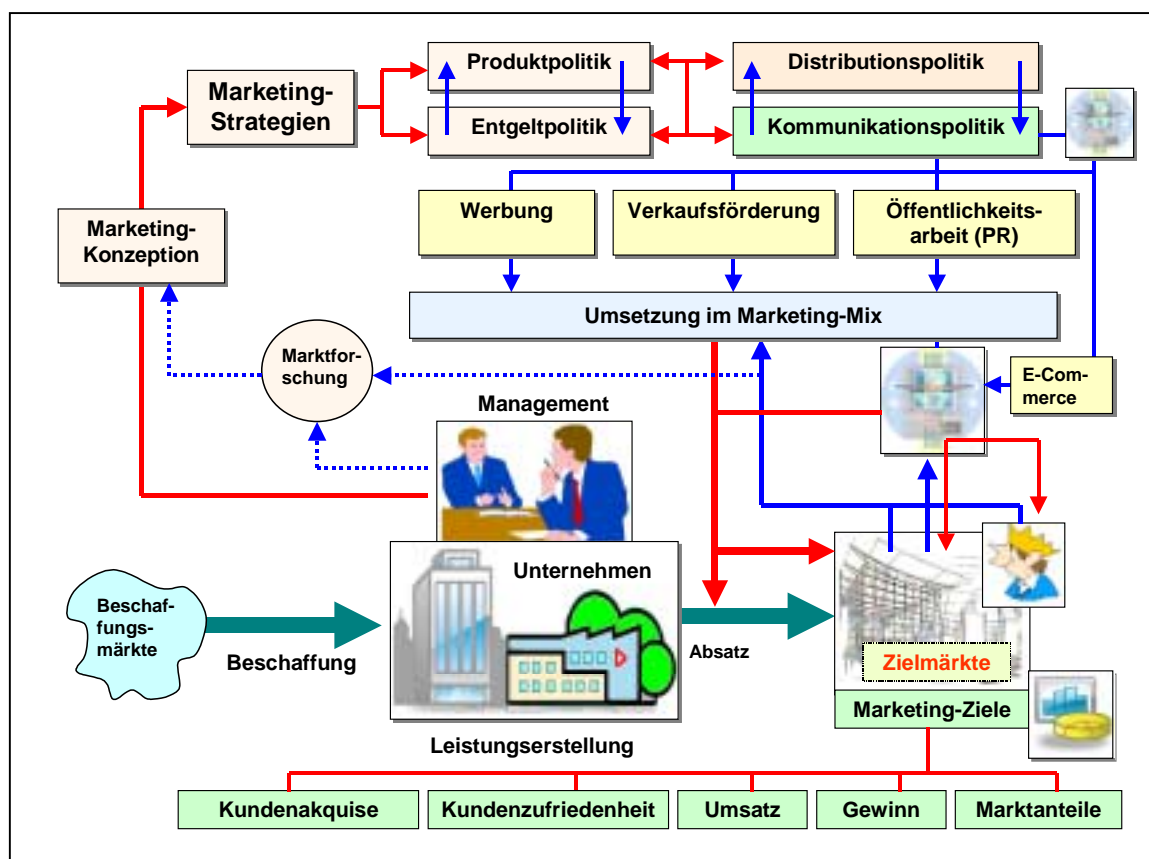 Produktpolitik
Distributionspolitik
Marketing-
Strategien
Entgeltpolitik
Kommunikationspolitik
Werbung
Verkaufsförderung
Öffentlichkeits-
arbeit (PR)
Marketing-
Konzeption
Umsetzung im Marketing-Mix
Marktfor-
schung
E-Com-
merce
Management
Unternehmen
Beschaf-
fungs-
märkte
Beschaffung
Absatz
Zielmärkte
Marketing-Ziele
Leistungserstellung
Kundenakquise
Kundenzufriedenheit
Umsatz
Gewinn
Marktanteile